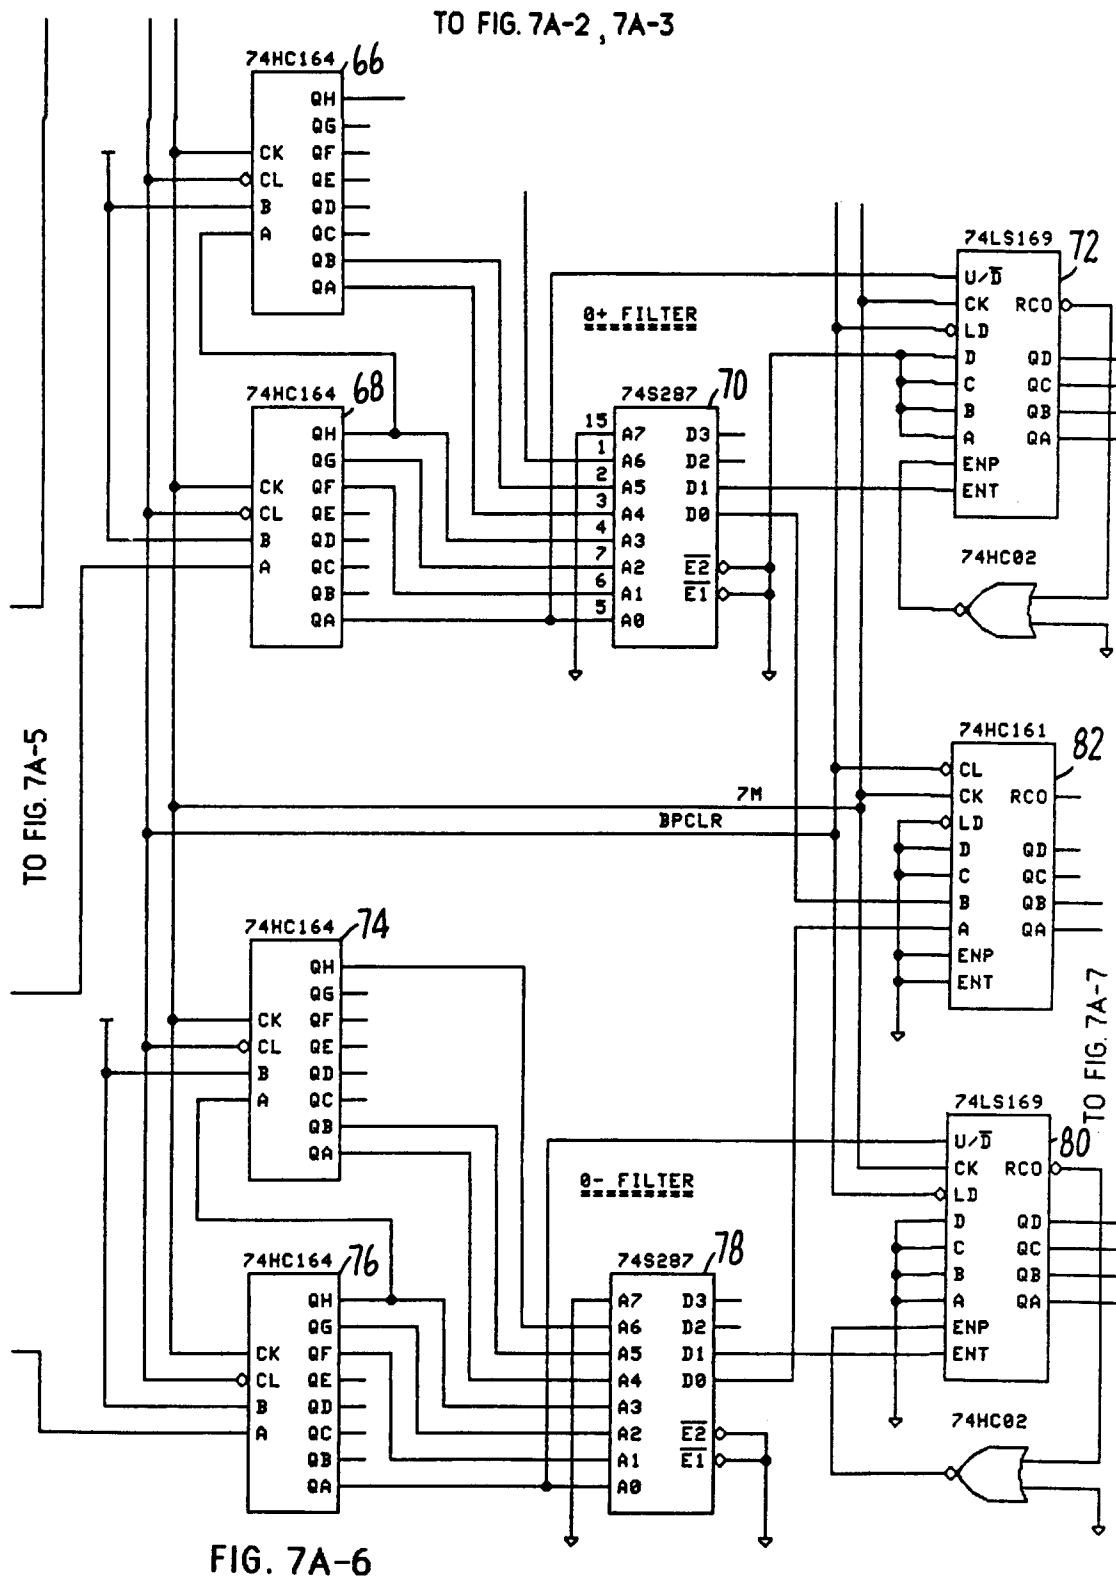 TO FIG. 7A-2 , 7A-3
74HC164 66
QH
QG
CK QF
CL QE
B QD
A QC
QB
QA
0+ FILTER
74LS169 72
U/D̅
CK RCO
LD
D QD
C QC
B QB
A QA
ENP
ENT
74HC02
74HC164 68
QH
QG
CK QF
CL QE
B QD
A QC
QB
QA
74S287 70
15 A7 D3
1 A6 D2
2 A5 D1
3 A4 D0
4 A3
7 A2 E̅2̅
6 A1 E̅1̅
5 A0
TO FIG. 7A-5
7M
BPCLR
74HC161 82
CL
CK RCO
LD
D QD
C QC
B QB
A QA
ENP
ENT
TO FIG. 7A-7
74HC164 74
QH
QG
CK QF
CL QE
B QD
A QC
QB
QA
0- FILTER
74LS169 80
U/D̅
CK RCO
LD
D QD
C QC
B QB
A QA
ENP
ENT
74HC02
74HC164 76
QH
QG
CK QF
CL QE
B QD
A QC
QB
QA
74S287 78
A7 D3
A6 D2
A5 D1
A4 D0
A3
A2 E̅2̅
A1 E̅1̅
A0
FIG. 7A-6